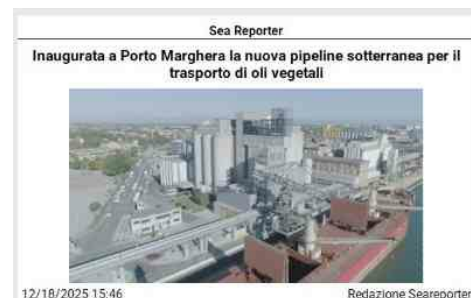 Sea Reporter
Inaugurata a Porto Marghera la nuova pipeline sotterranea per il
trasporto di oli vegetali
12/18/2025 15:46
Redazione Seareporter